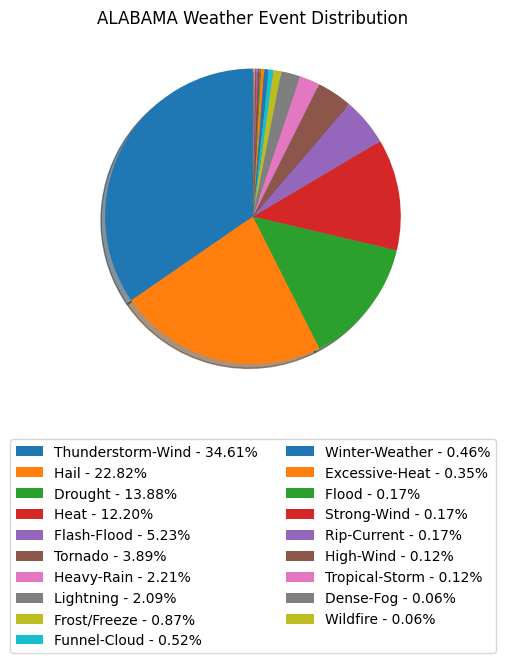 ALABAMA Weather Event Distribution
Thunderstorm-Wind - 34.61%
Hail - 22.82%
Drought - 13.88%
Heat - 12.20%
Flash-Flood - 5.23%
Tornado - 3.89%
Heavy-Rain - 2.21%
Lightning - 2.09%
Frost/Freeze - 0.87%
Funnel-Cloud - 0.52%
Winter-Weather - 0.46%
Excessive-Heat - 0.35%
Flood - 0.17%
Strong-Wind - 0.17%
Rip-Current - 0.17%
High-Wind - 0.12%
Tropical-Storm - 0.12%
Dense-Fog - 0.06%
Wildfire - 0.06%